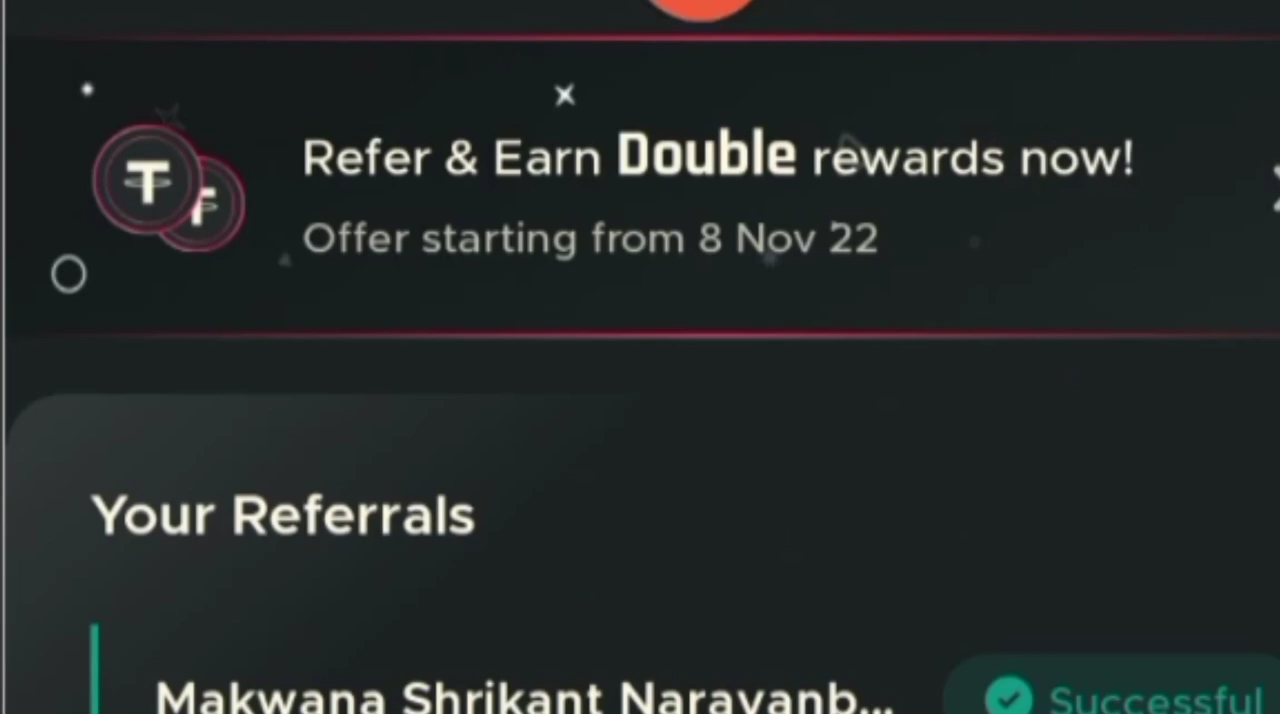 Refer & Earn Double rewards now!
Offer starting from 8 Nov 22
Your Referrals
Makwana Shrikant Narayanb...
Successful